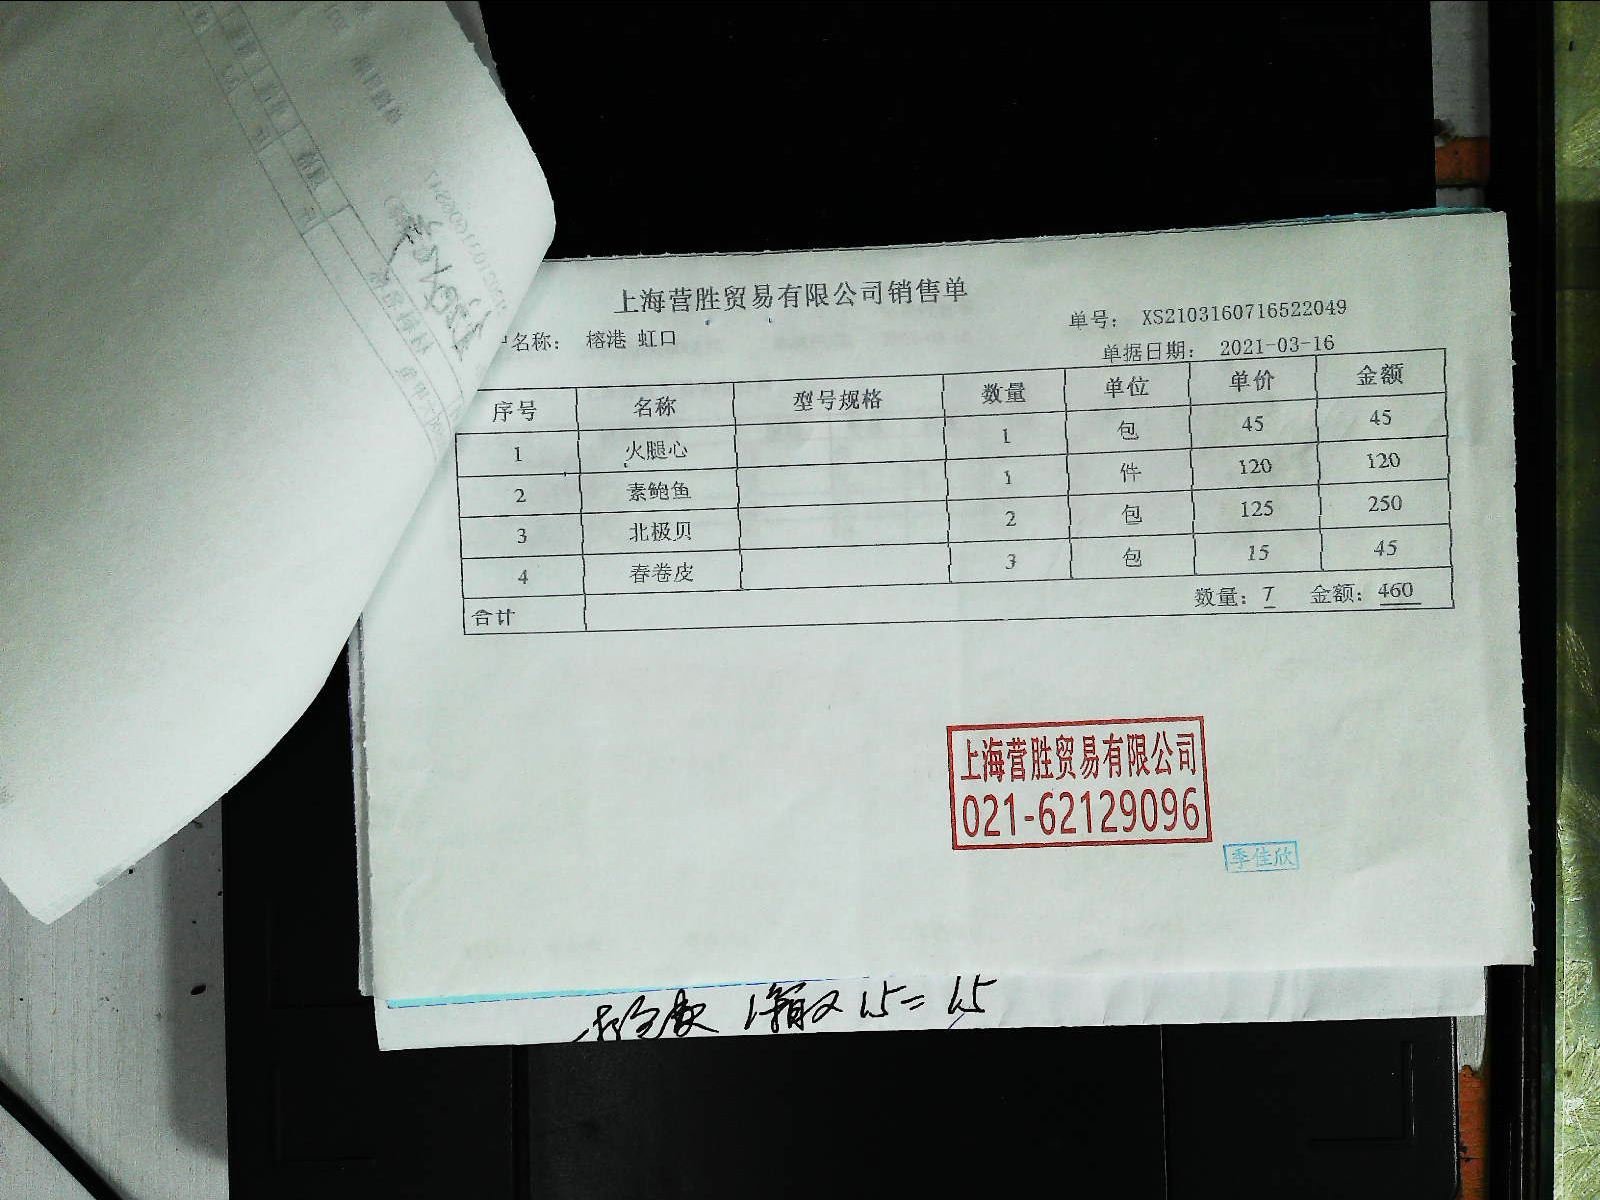 上海营胜贸易有限公司销售单
单号： XS2103160716522049
名称： 榕港 虹口
单据日期： 2021-03-16
序号 名称 型号规格 数量 单位 单价 金额
1 火腿心 1 包 45 45
2 素鲍鱼 1 件 120 120
3 北极贝 2 包 125 250
4 春卷皮 3 包 15 45
合计 数量：7 金额：460
上海营胜贸易有限公司
021-62129096
季佳欣
15=15